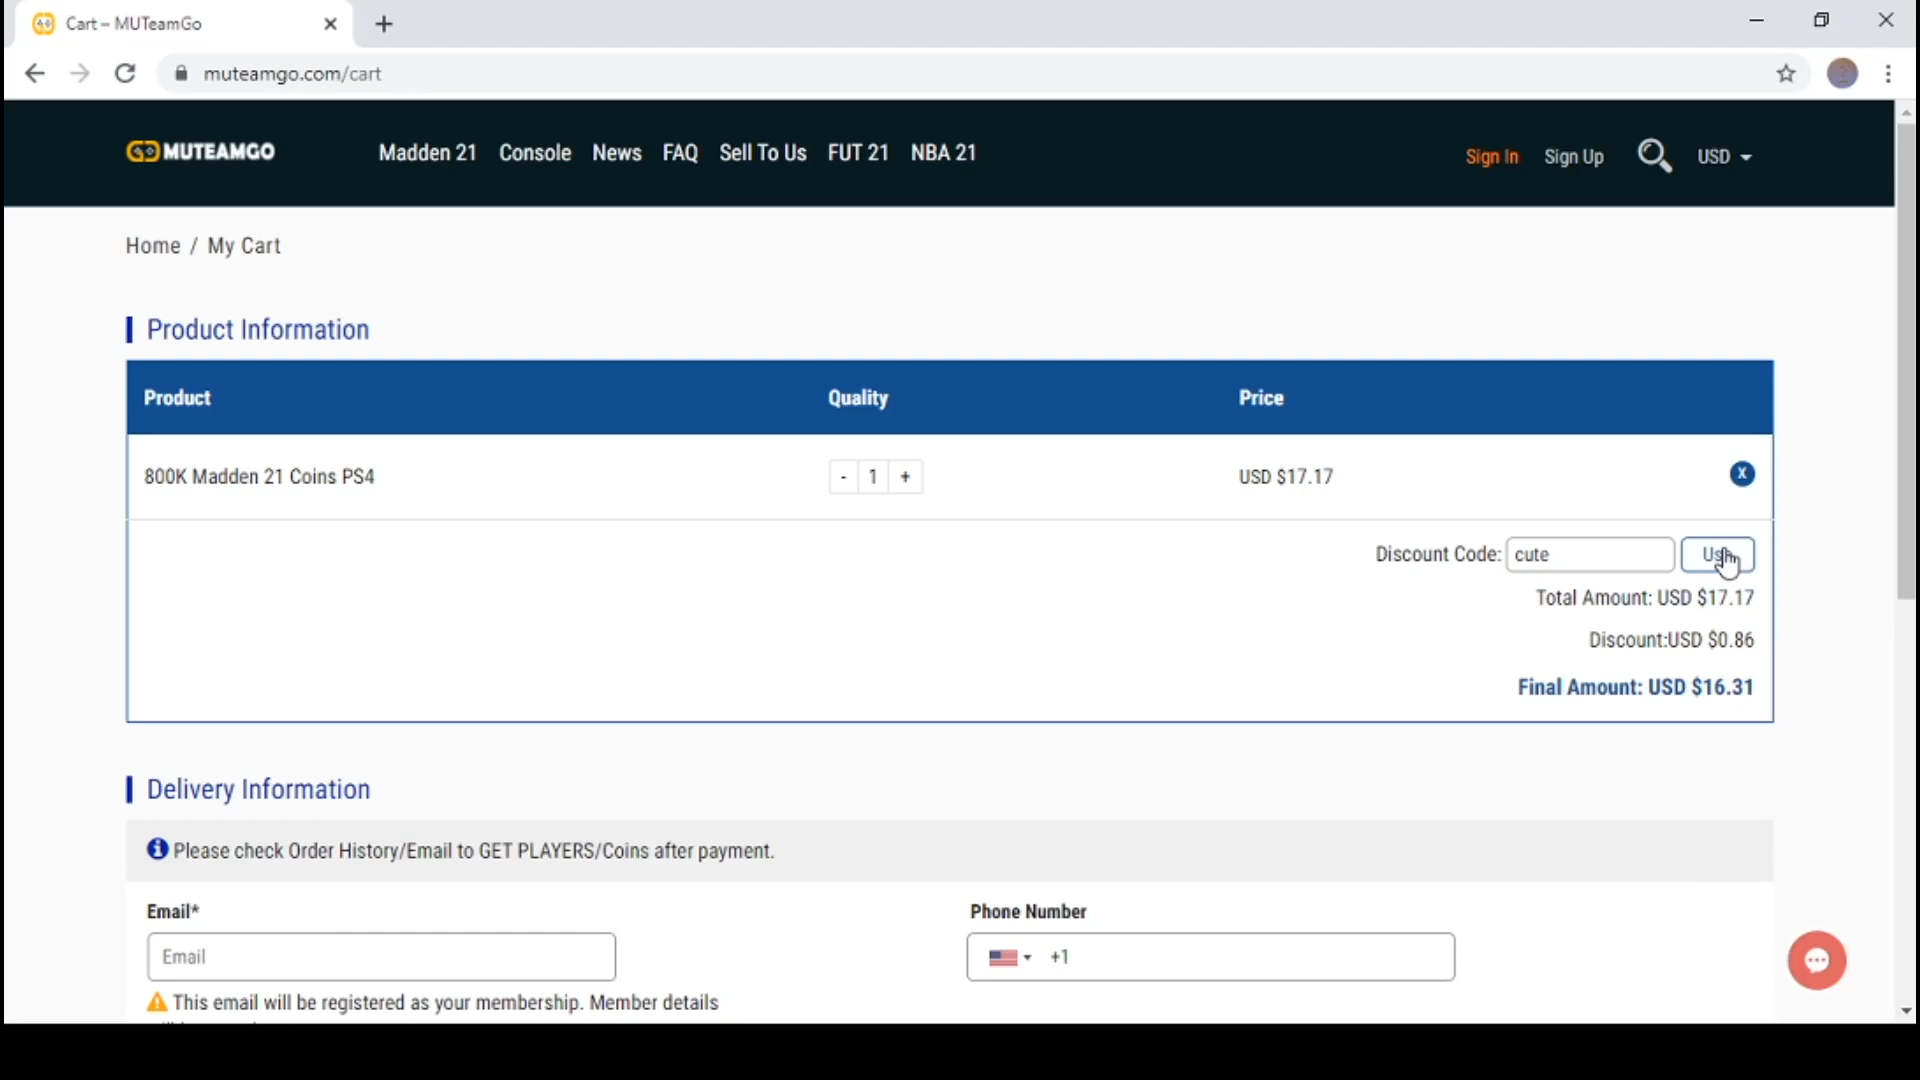 Cart – MUTeamGo
muteamgo.com/cart
MUTEAMGO Madden 21 Console News FAQ Sell To Us FUT 21 NBA 21 Sign In Sign Up USD
Home / My Cart
Product Information
Product Quality Price
800K Madden 21 Coins PS4 - 1 + USD $17.17 X
Discount Code: cute
Total Amount: USD $17.17
Discount:USD $0.86
Final Amount: USD $16.31
Delivery Information
Please check Order History/Email to GET PLAYERS/Coins after payment.
Email* Phone Number
Email +1
This email will be registered as your membership. Member details